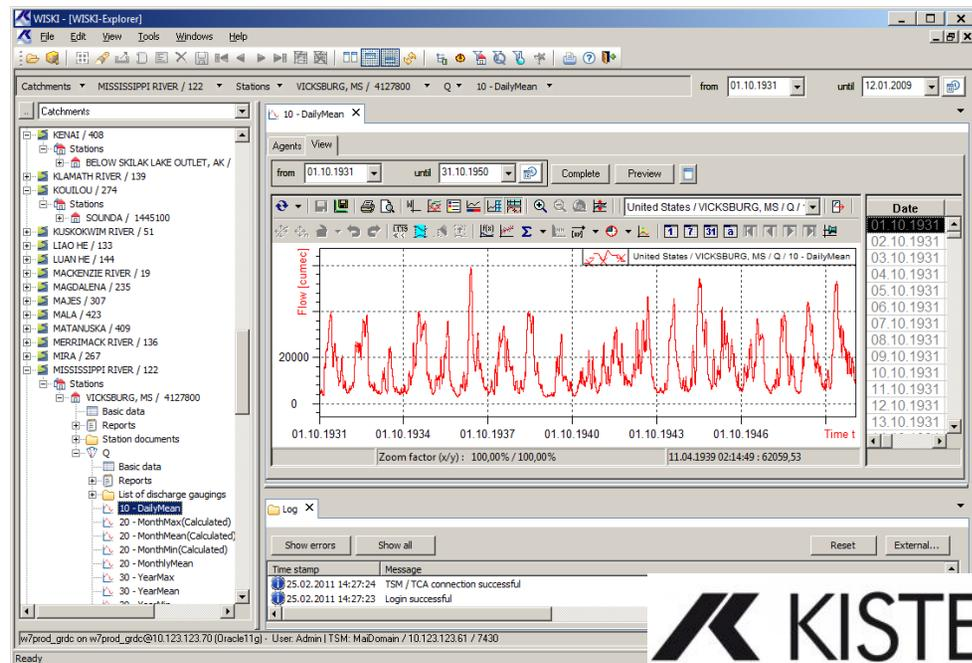 WISKI - [WISKI-Explorer]
File Edit View Tools Windows Help
Catchments MISSISSIPPI RIVER / 122 Stations VICKSBURG, MS / 4127800 Q 10 - DailyMean from 01.10.1931 until 12.01.2009
Catchments
KENAI / 408
Stations
BELOW SKILAK LAKE OUTLET, AK /
KLAMATH RIVER / 139
KOUILOU / 274
Stations
SOUNDA / 1445100
KUSKOKWIM RIVER / 51
LIAO HE / 133
LUAN HE / 144
MACKENZIE RIVER / 19
MAGDALENA / 235
MAJES / 307
MALA / 423
MATANUSKA / 409
MERRIMACK RIVER / 136
MIRA / 267
MISSISSIPPI RIVER / 122
Stations
VICKSBURG, MS / 4127800
Basic data
Reports
Station documents
Q
Basic data
Reports
List of discharge gaugings
10 - DailyMean
20 - MonthMax(Calculated)
20 - MonthMean(Calculated)
20 - MonthMin(Calculated)
20 - MonthlyMean
30 - YearMax
30 - YearMean
10 - DailyMean
Agents View
from 01.10.1931 until 31.10.1950 Complete Preview
United States / VICKSBURG, MS / Q /
United States / VICKSBURG, MS / Q / 10 - DailyMean
Flow [cumec]
20000
0
01.10.1931 01.10.1934 01.10.1937 01.10.1940 01.10.1943 01.10.1946 Time t
Zoom factor (x/y) : 100,00% / 100,00% 11.04.1939 02:14:49 : 62059,53
Date
01.10.1931
02.10.1931
03.10.1931
04.10.1931
05.10.1931
06.10.1931
07.10.1931
08.10.1931
09.10.1931
10.10.1931
11.10.1931
12.10.1931
13.10.1931
Log
Show errors Show all Reset External...
Time stamp Message
25.02.2011 14:27:24 TSM / TCA connection successful
25.02.2011 14:27:23 Login successful
w7prod_grdc on w7prod_grdc@10.123.123.70 (Oracle11g) - User: Admin | TSM: MaiDomain / 10.123.123.61 / 7430
Ready
KISTE